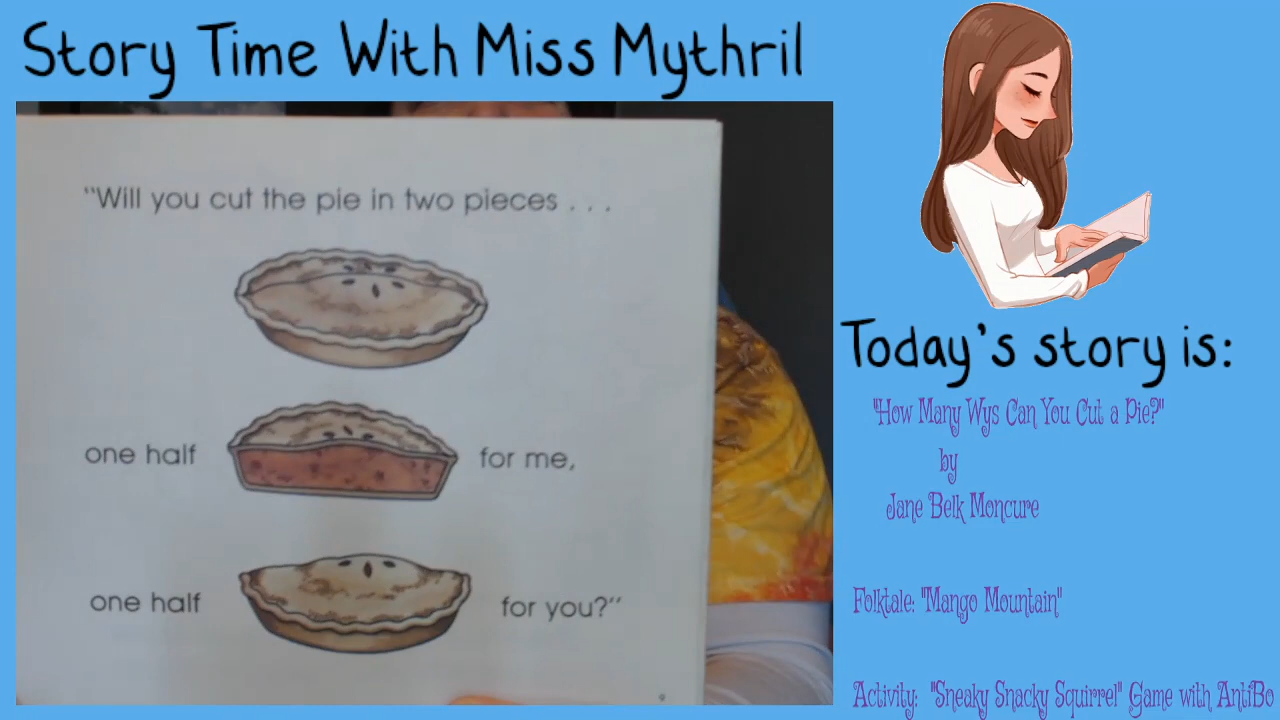 Story Time With Miss Mythril
"Will you cut the pie in two pieces . . .
one half for me,
one half for you?"
9
Today's story is:
"How Many Wys Can You Cut a Pie?"
by
Jane Belk Moncure
Folktale: "Mango Mountain"
Activity: "Sneaky Snacky Squirrel" Game with AntiBo